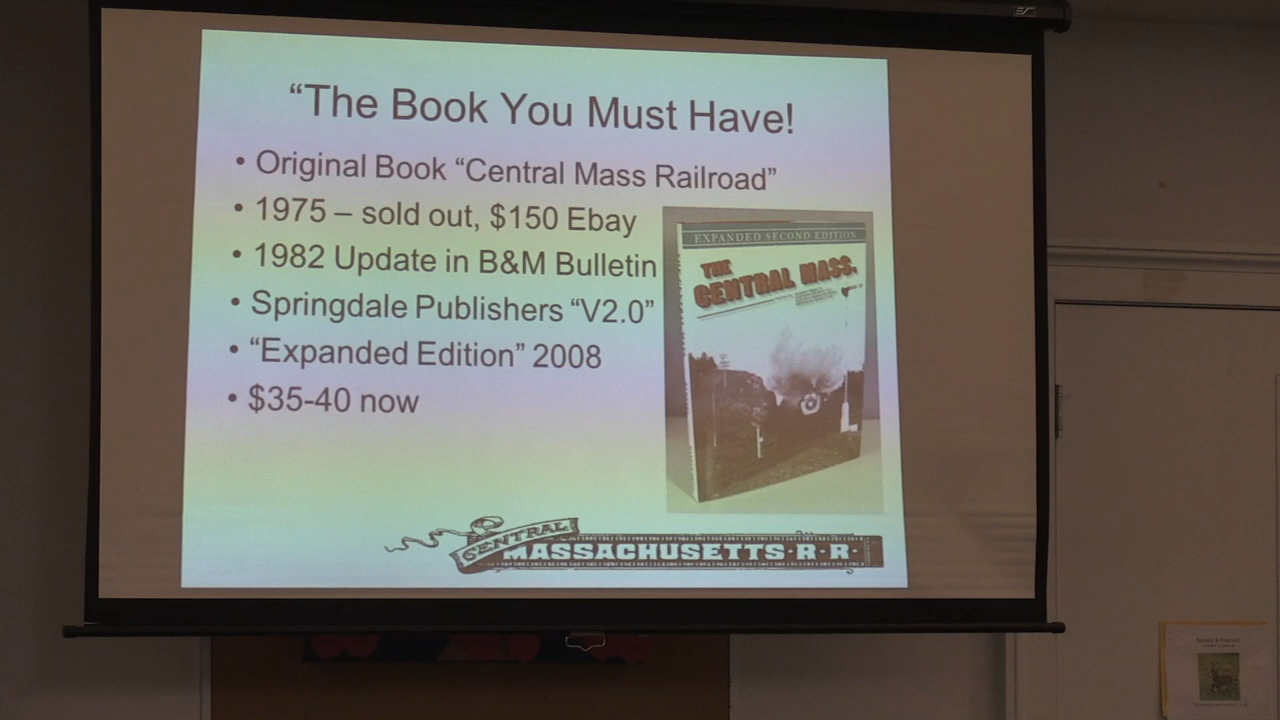 “The Book You Must Have!
• Original Book “Central Mass Railroad”
• 1975 – sold out, $150 Ebay
• 1982 Update in B&M Bulletin
• Springdale Publishers “V2.0”
• “Expanded Edition” 2008
• $35-40 now
EXPANDED SECOND EDITION
THE
CENTRAL MASS.
CENTRAL
MASSACHUSETTS·R·R·